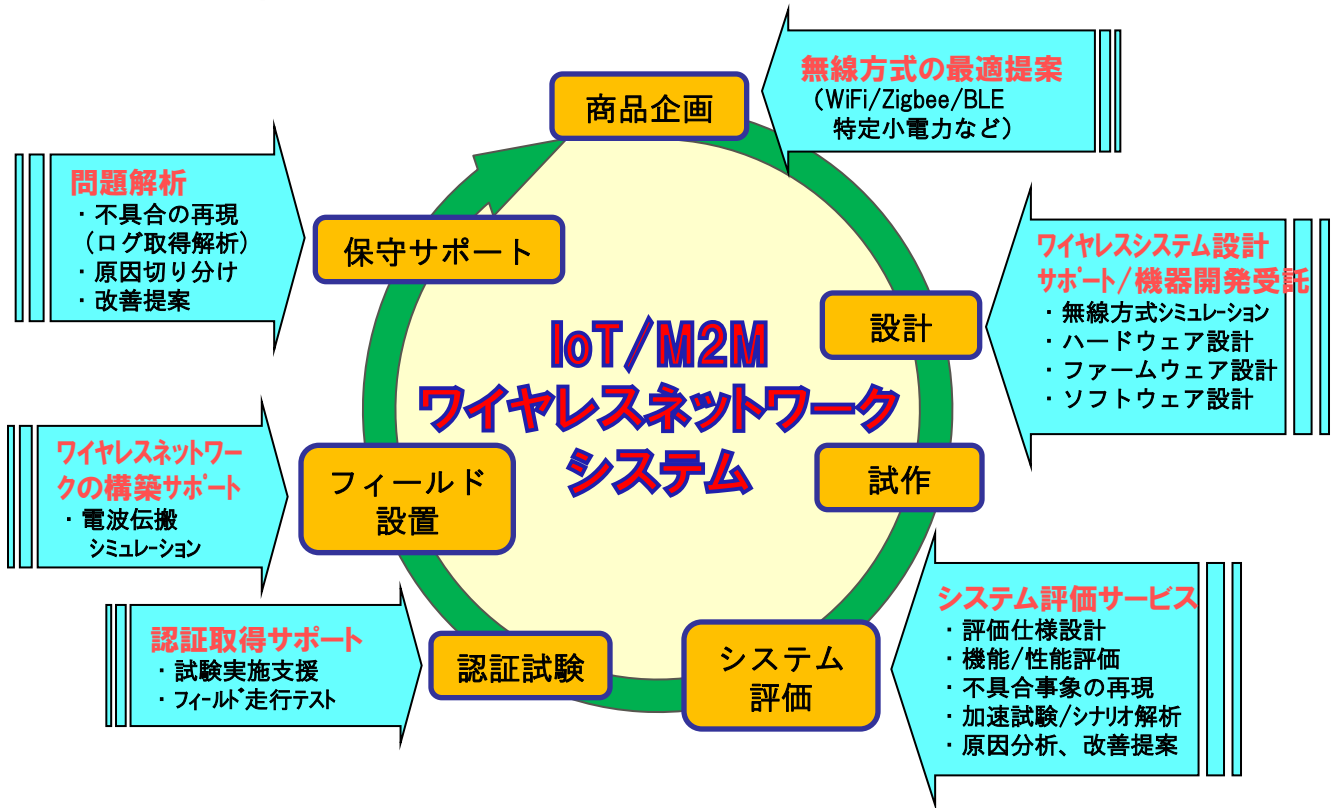 商品企画
無線方式の最適提案
(WiFi/Zigbee/BLE
特定小電力など)
ワイヤレスシステム設計
サポート/機器開発受託
・無線方式シミュレーション
・ハードウェア設計
・ファームウェア設計
・ソフトウェア設計
設計
試作
システム評価サービス
・評価仕様設計
・機能/性能評価
・不具合事象の再現
・加速試験/シナリオ解析
・原因分析、改善提案
システム
評価
認証試験
認証取得サポート
・試験実施支援
・フィールド走行テスト
フィールド
設置
ワイヤレスネットワー
クの構築サポート
・電波伝搬
シミュレーション
保守サポート
問題解析
・不具合の再現
(ログ取得解析)
・原因切り分け
・改善提案
IoT/M2M
ワイヤレスネットワーク
システム